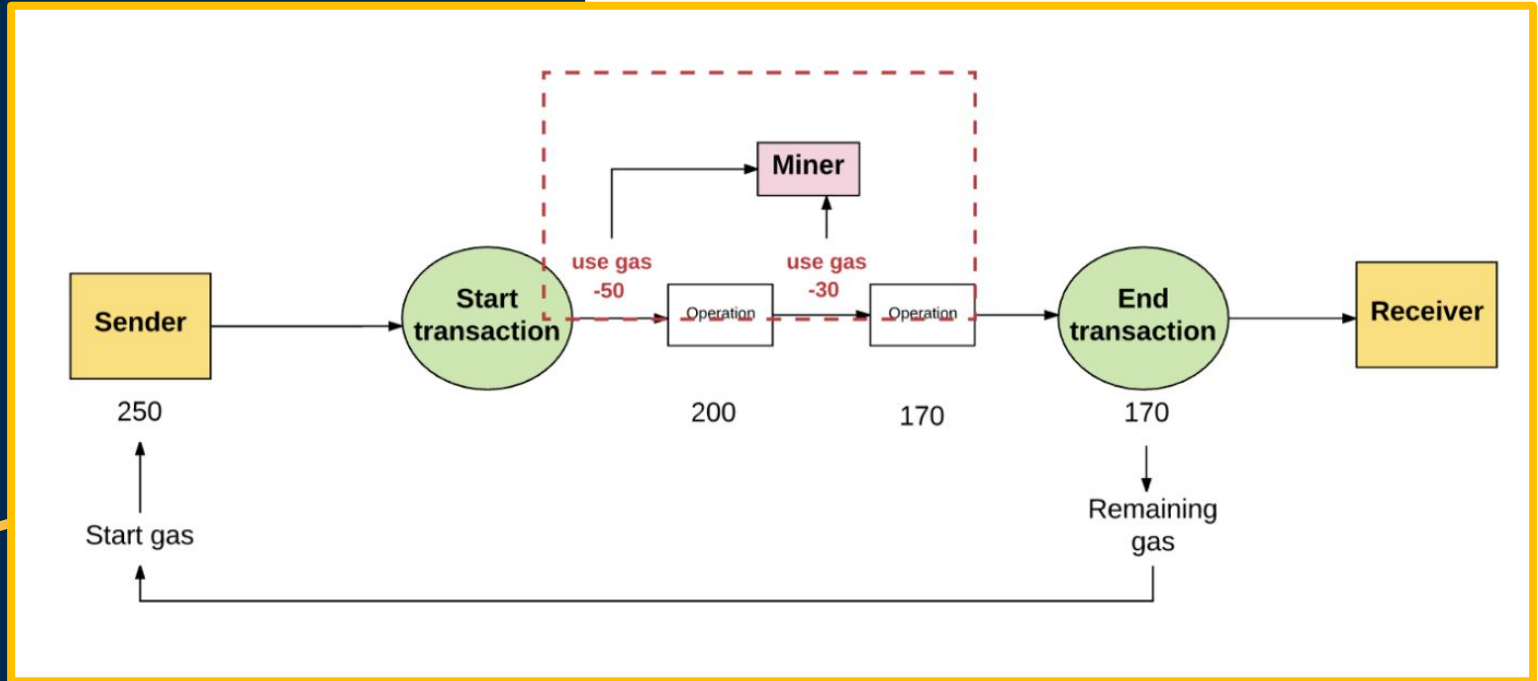 Miner
use gas
-50
use gas
-30
Sender
Start
transaction
Operation
Operation
End
transaction
Receiver
250
200
170
170
Start gas
Remaining
gas